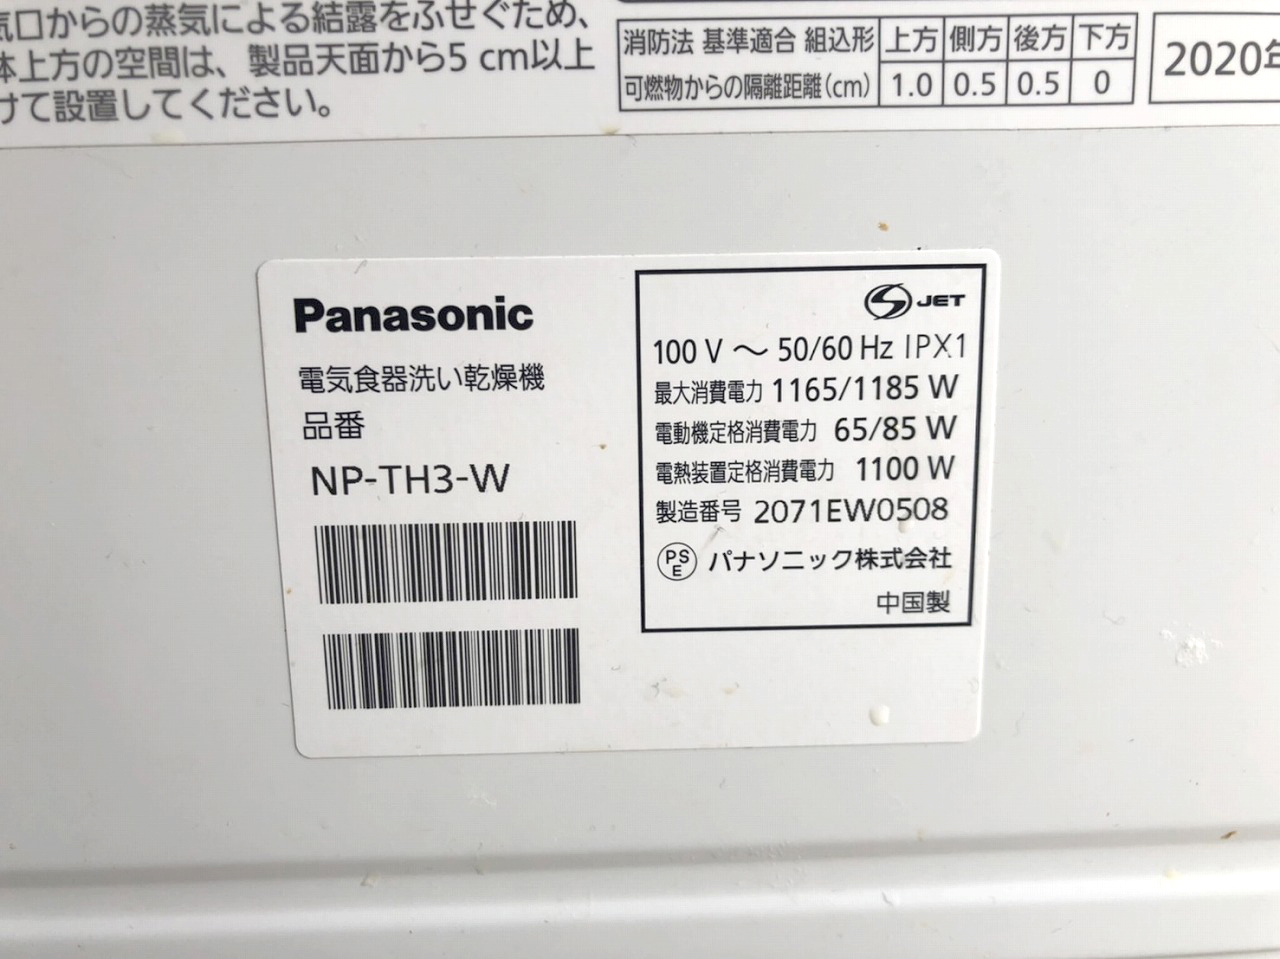 気口からの蒸気による結露をふせぐため、
体上方の空間は、製品天面から5 cm以上
けて設置してください。
消防法 基準適合 組込形 上方 側方 後方 下方
可燃物からの隔離距離(cm) 1.0 0.5 0.5 0
2020年
Panasonic
電気食器洗い乾燥機
品番
NP-TH3-W
S JET
100 V ～ 50/60 Hz IPX1
最大消費電力 1165/1185 W
電動機定格消費電力 65/85 W
電熱装置定格消費電力 1100 W
製造番号 2071EW0508
PSE パナソニック株式会社
中国製